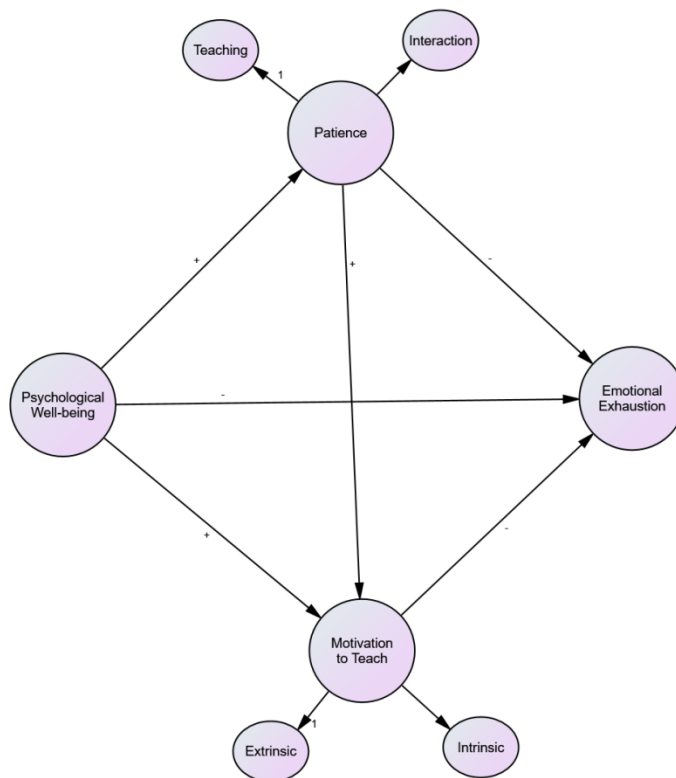 Interaction
Teaching
1
Patience
+
+
-
Psychological
Well-being
-
Emotional
Exhaustion
+
-
Motivation
to Teach
1
Extrinsic
Intrinsic